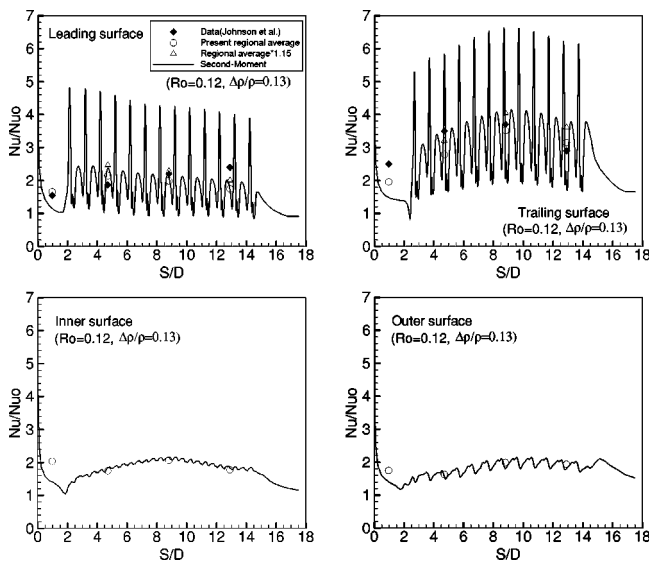 7
6
5
4
3
2
1
0
Nu/Nuo
Leading surface
Data(Johnson et al.)
Present regional average
Regional average*1.15
Second-Moment
(Ro=0.12, Δρ/ρ=0.13)
0 2 4 6 8 10 12 14 16 18
S/D
7
6
5
4
3
2
1
0
Nu/Nuo
Trailing surface
(Ro=0.12, Δρ/ρ=0.13)
0 2 4 6 8 10 12 14 16 18
S/D
7
6
5
4
3
2
1
0
Nu/Nuo
Inner surface
(Ro=0.12, Δρ/ρ=0.13)
0 2 4 6 8 10 12 14 16 18
S/D
7
6
5
4
3
2
1
0
Nu/Nuo
Outer surface
(Ro=0.12, Δρ/ρ=0.13)
0 2 4 6 8 10 12 14 16 18
S/D